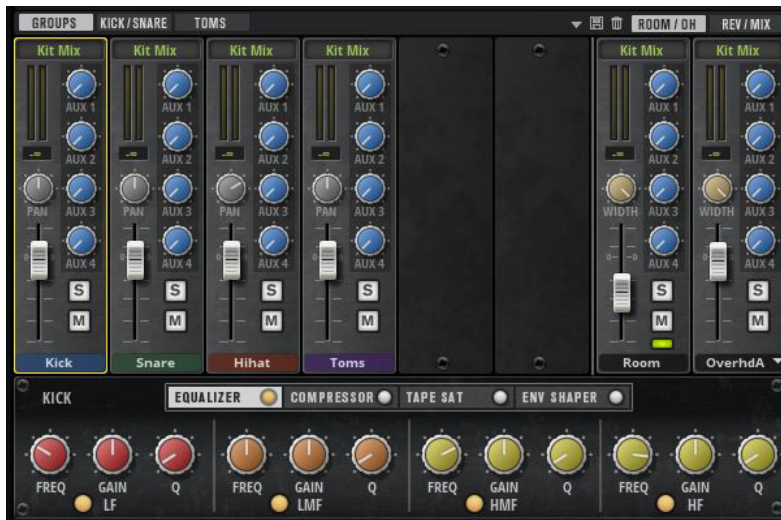 GROUPS KICK/SNARE TOMS ROOM/OH REV/MIX
Kit Mix Kit Mix Kit Mix Kit Mix Kit Mix Kit Mix
AUX 1 AUX 1 AUX 1 AUX 1 AUX 1 AUX 1
AUX 2 AUX 2 AUX 2 AUX 2 AUX 2 AUX 2
-∞ -∞ -∞ -∞ -∞ -∞
PAN AUX 3 PAN AUX 3 PAN AUX 3 PAN AUX 3 WIDTH AUX 3 WIDTH AUX 3
AUX 4 AUX 4 AUX 4 AUX 4 AUX 4 AUX 4
S S S S S S
M M M M M M
Kick Snare Hihat Toms Room OverhdA
KICK EQUALIZER COMPRESSOR TAPE SAT ENV SHAPER
FREQ GAIN Q FREQ GAIN Q FREQ GAIN Q FREQ GAIN Q
LF LMF HMF HF